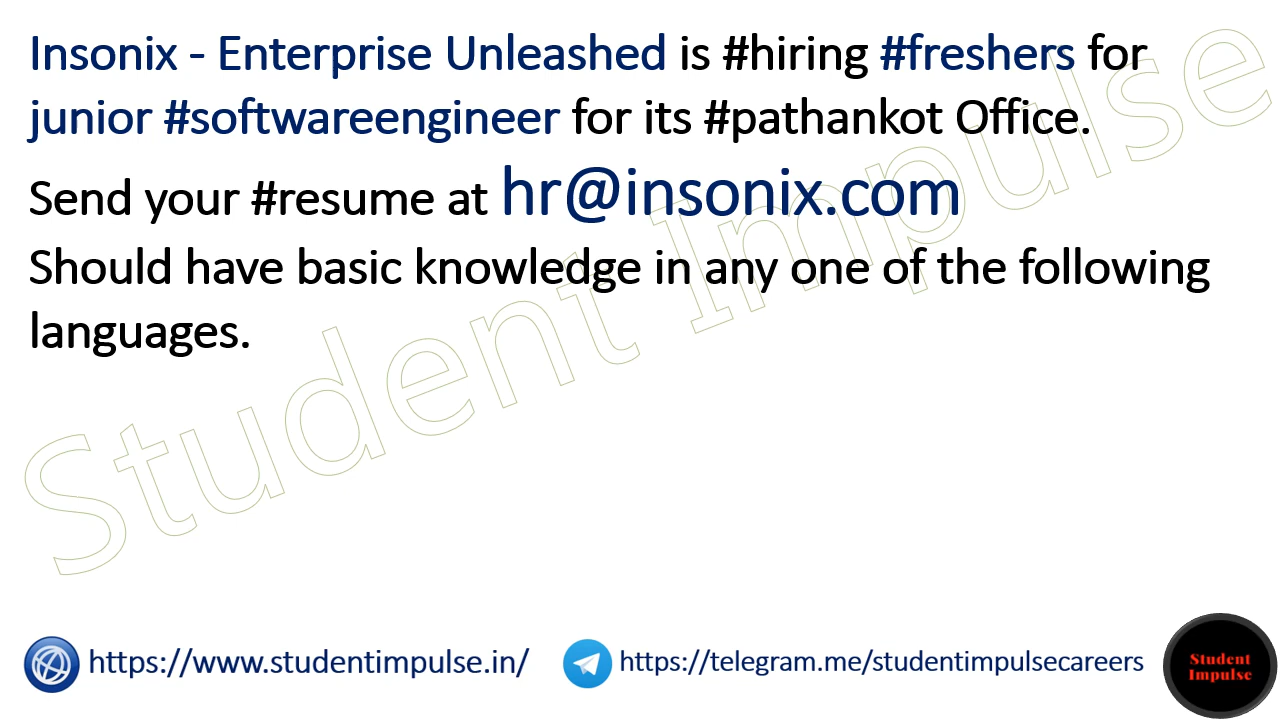 Insonix - Enterprise Unleashed is #hiring #freshers for
junior #softwareengineer for its #pathankot Office.
Send your #resume at hr@insonix.com
Should have basic knowledge in any one of the following
languages.
Student Impulse
https://www.studentimpulse.in/
https://telegram.me/studentimpulsecareers
Student
Impulse